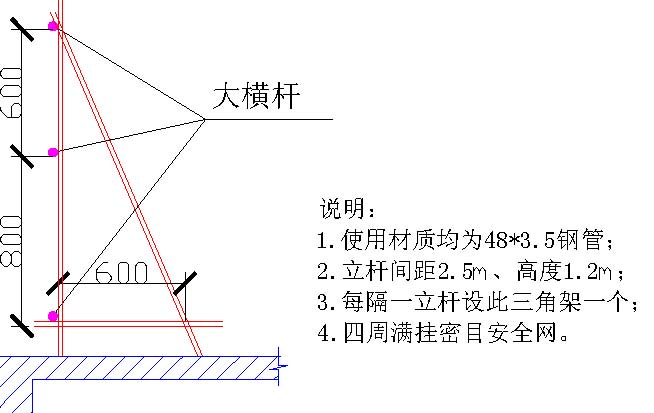 600
大横杆
800
600
说明：
1.使用材质均为48*3.5钢管；
2.立杆间距2.5m、高度1.2m；
3.每隔一立杆设此三角架一个；
4.四周满挂密目安全网。